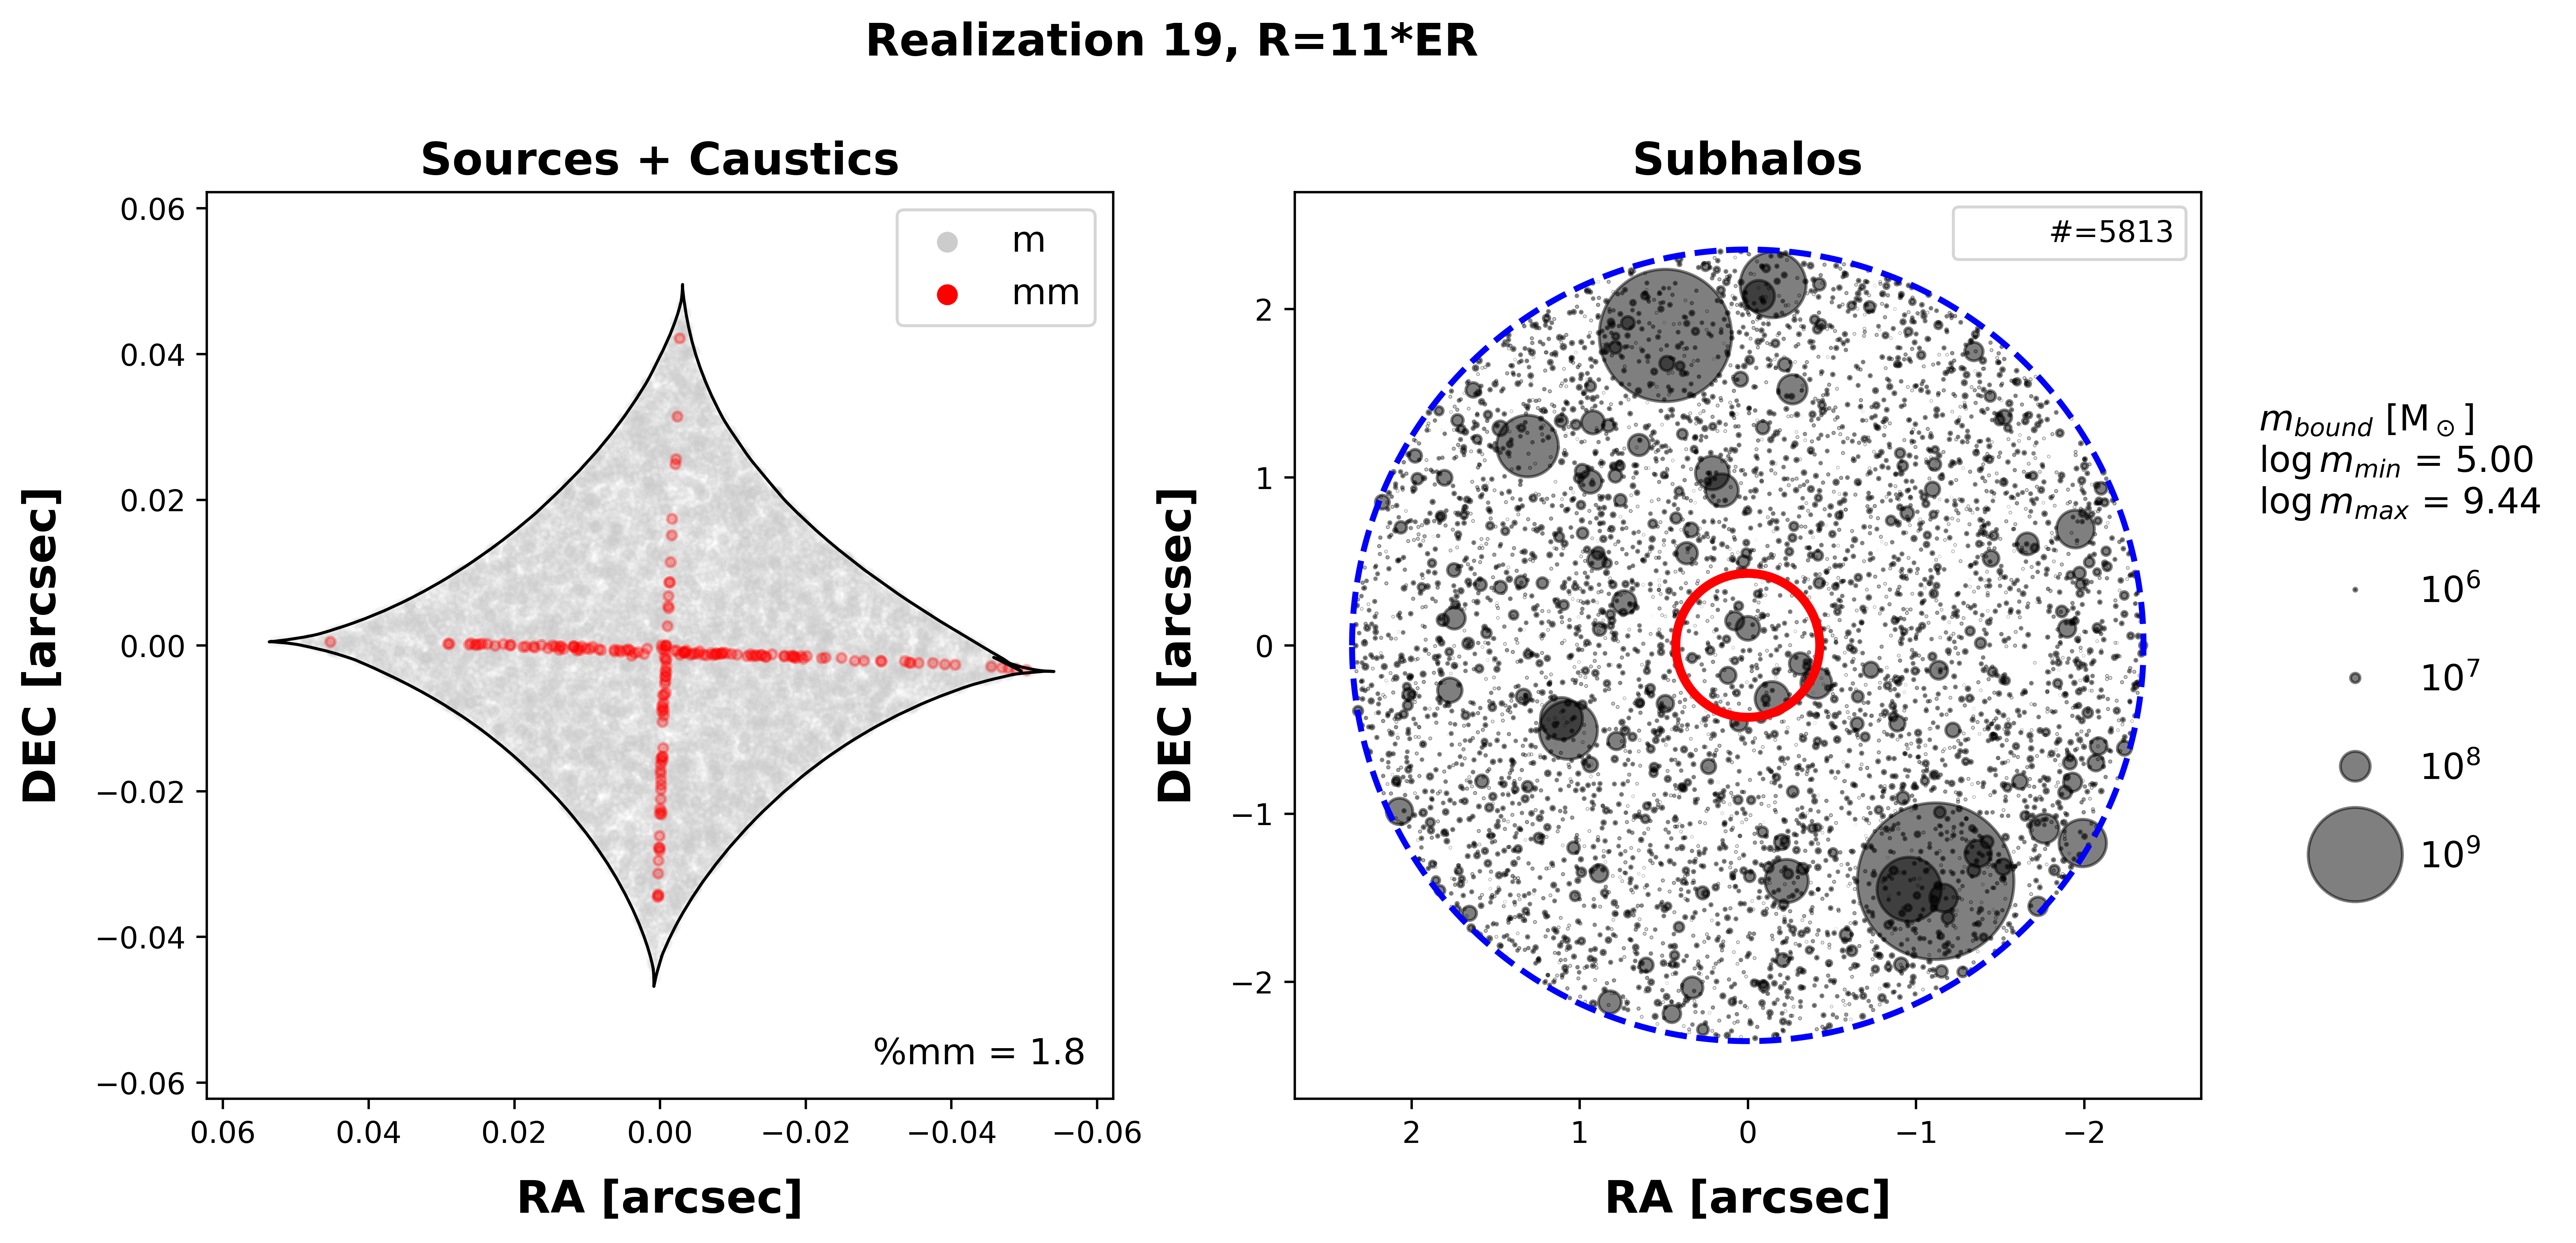 Realization 19, R=11*ER
Sources + Caustics
m
mm
%mm = 1.8
0.06
0.04
0.02
0.00
−0.02
−0.04
−0.06
DEC [arcsec]
0.06
0.04
0.02
0.00
−0.02
−0.04
−0.06
RA [arcsec]
Subhalos
#=5813
2
1
0
−1
−2
DEC [arcsec]
2
1
0
−1
−2
RA [arcsec]
m_bound [M_⊙]
log m_min = 5.00
log m_max = 9.44
10^6
10^7
10^8
10^9